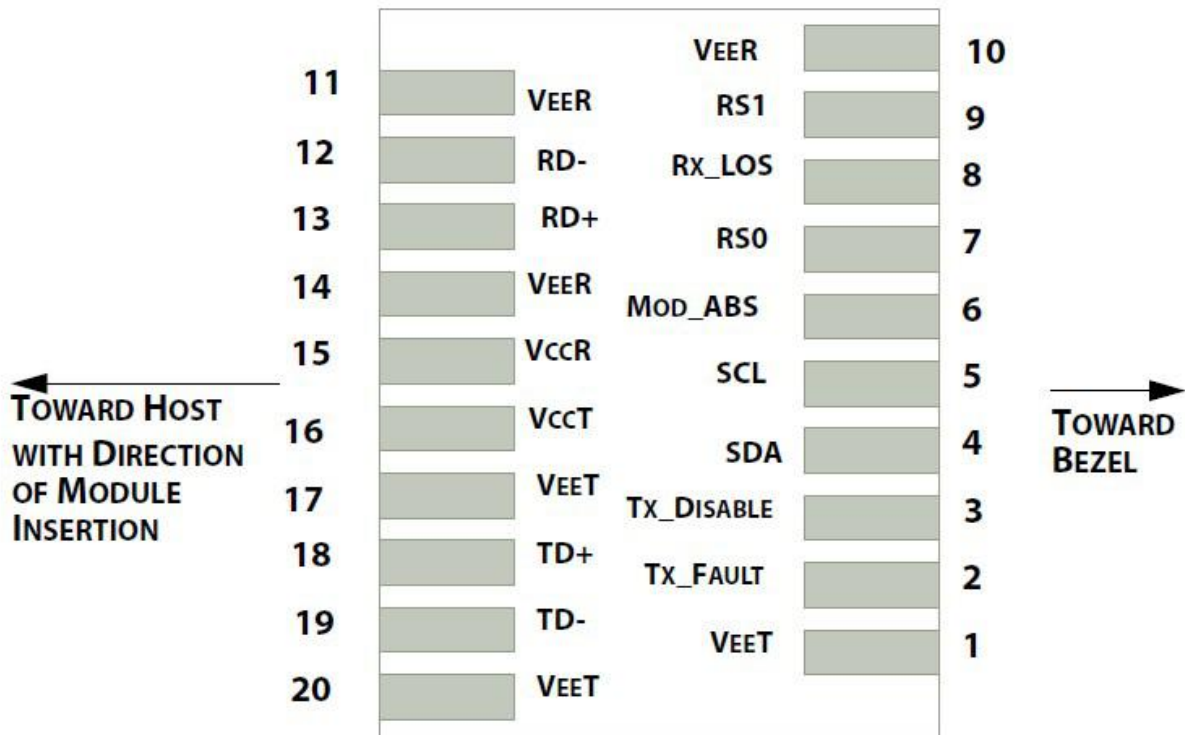 VEER 10
11 VEER
RS1 9
12 RD-
RX_LOS 8
13 RD+
RS0 7
14 VEER
MOD_ABS 6
15 VCCR
SCL 5
TOWARD HOST
WITH DIRECTION
OF MODULE
INSERTION
16 VCCT
TOWARD
BEZEL
SDA 4
17 VEET
TX_DISABLE 3
18 TD+
TX_FAULT 2
19 TD-
VEET 1
20 VEET